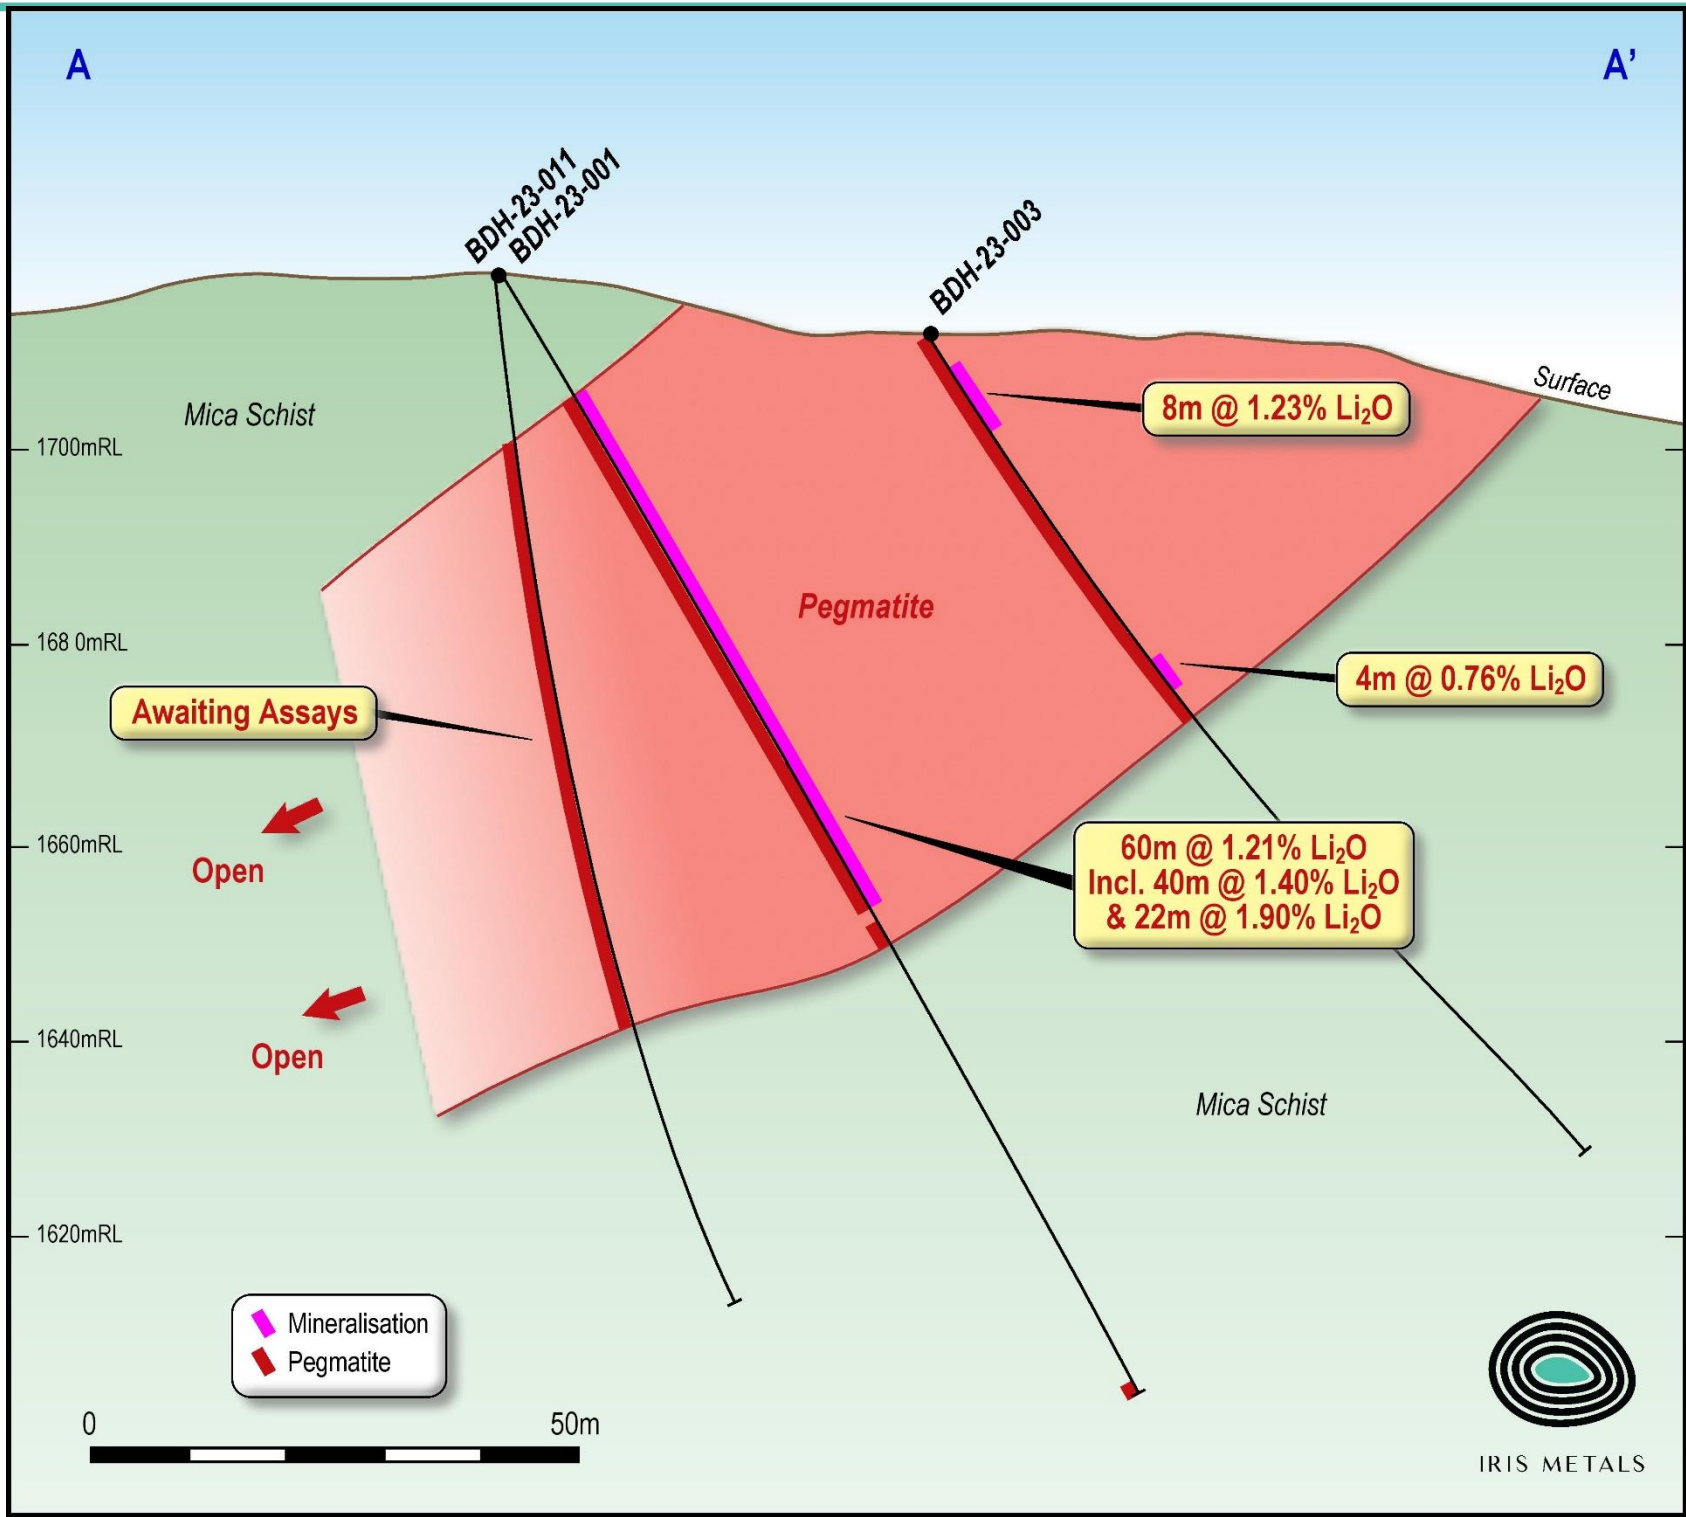 A
A’
BDH-23-011
BDH-23-001
BDH-23-003
Surface
Mica Schist
8m @ 1.23% Li₂O
1700mRL
Pegmatite
168 0mRL
4m @ 0.76% Li₂O
Awaiting Assays
1660mRL
Open
60m @ 1.21% Li₂O
Incl. 40m @ 1.40% Li₂O
& 22m @ 1.90% Li₂O
1640mRL
Open
Mica Schist
1620mRL
Mineralisation
Pegmatite
0 50m
IRIS METALS